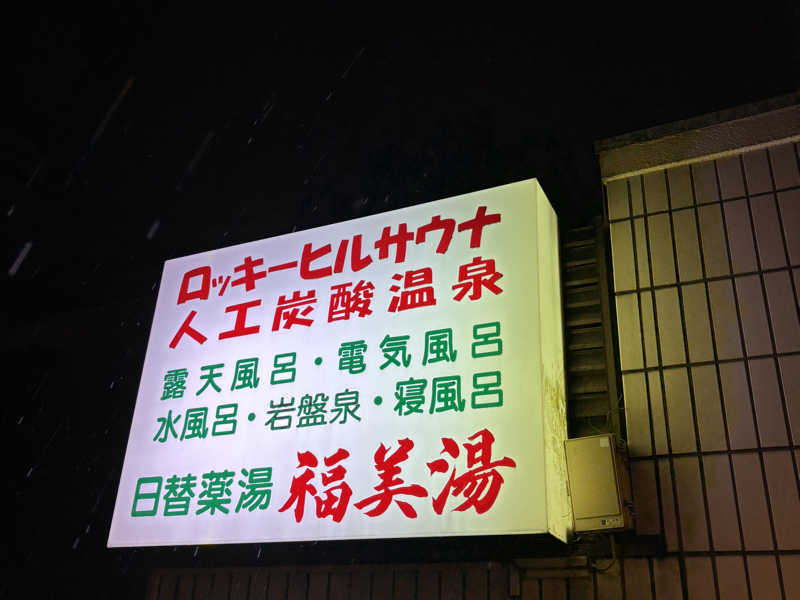 ロッキーヒルサウナ
人工炭酸温泉
露天風呂・電気風呂
水風呂・岩盤泉・寝風呂
日替薬湯 福美湯